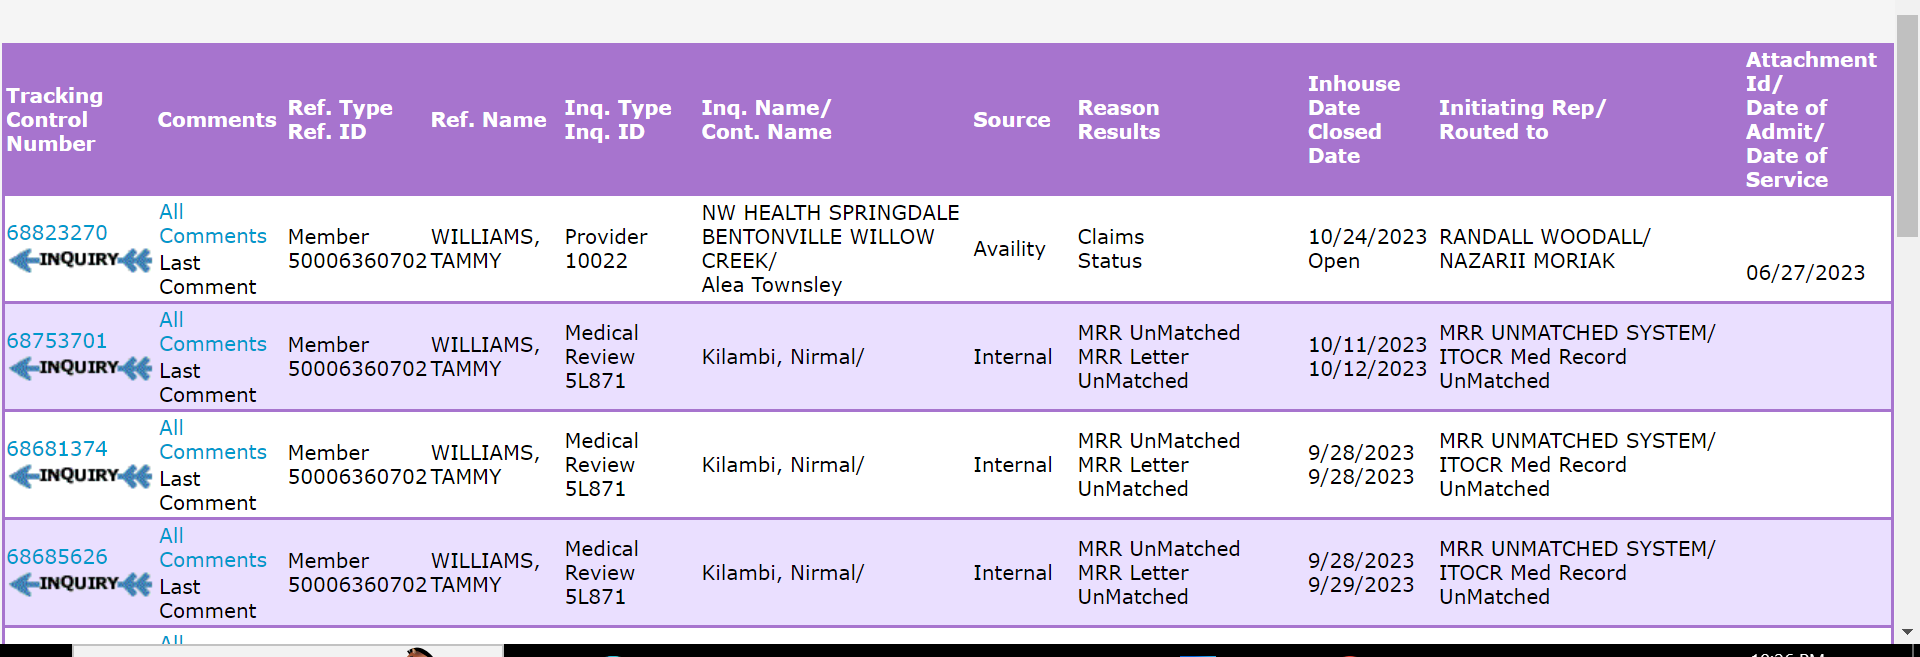 Tracking Control Number
Comments
Ref. Type Ref. ID
Ref. Name
Inq. Type Inq. ID
Inq. Name/ Cont. Name
Source
Reason Results
Inhouse Date Closed Date
Initiating Rep/ Routed to
Attachment Id/ Date of Admit/ Date of Service
68823270
INQUIRY
All Comments
Last Comment
Member
50006360702
WILLIAMS, TAMMY
Provider
10022
NW HEALTH SPRINGDALE
BENTONVILLE WILLOW
CREEK/
Alea Townsley
Availity
Claims
Status
10/24/2023
Open
RANDALL WOODALL/
NAZARII MORIAK
06/27/2023
68753701
INQUIRY
All Comments
Last Comment
Member
50006360702
WILLIAMS, TAMMY
Medical
Review
5L871
Kilambi, Nirmal/
Internal
MRR UnMatched
MRR Letter
UnMatched
10/11/2023
10/12/2023
MRR UNMATCHED SYSTEM/
ITOCR Med Record
UnMatched
68681374
INQUIRY
All Comments
Last Comment
Member
50006360702
WILLIAMS, TAMMY
Medical
Review
5L871
Kilambi, Nirmal/
Internal
MRR UnMatched
MRR Letter
UnMatched
9/28/2023
9/28/2023
MRR UNMATCHED SYSTEM/
ITOCR Med Record
UnMatched
68685626
INQUIRY
All Comments
Last Comment
Member
50006360702
WILLIAMS, TAMMY
Medical
Review
5L871
Kilambi, Nirmal/
Internal
MRR UnMatched
MRR Letter
UnMatched
9/28/2023
9/29/2023
MRR UNMATCHED SYSTEM/
ITOCR Med Record
UnMatched
All